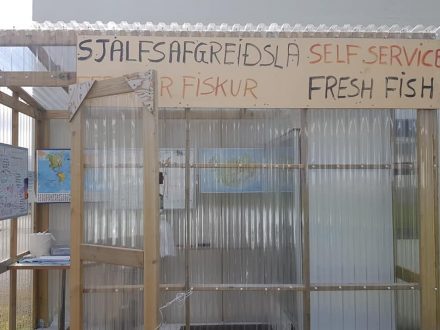 SJÁLFSAFGREIÐSLA SELF SERVICE
FISKUR FRESH FISH